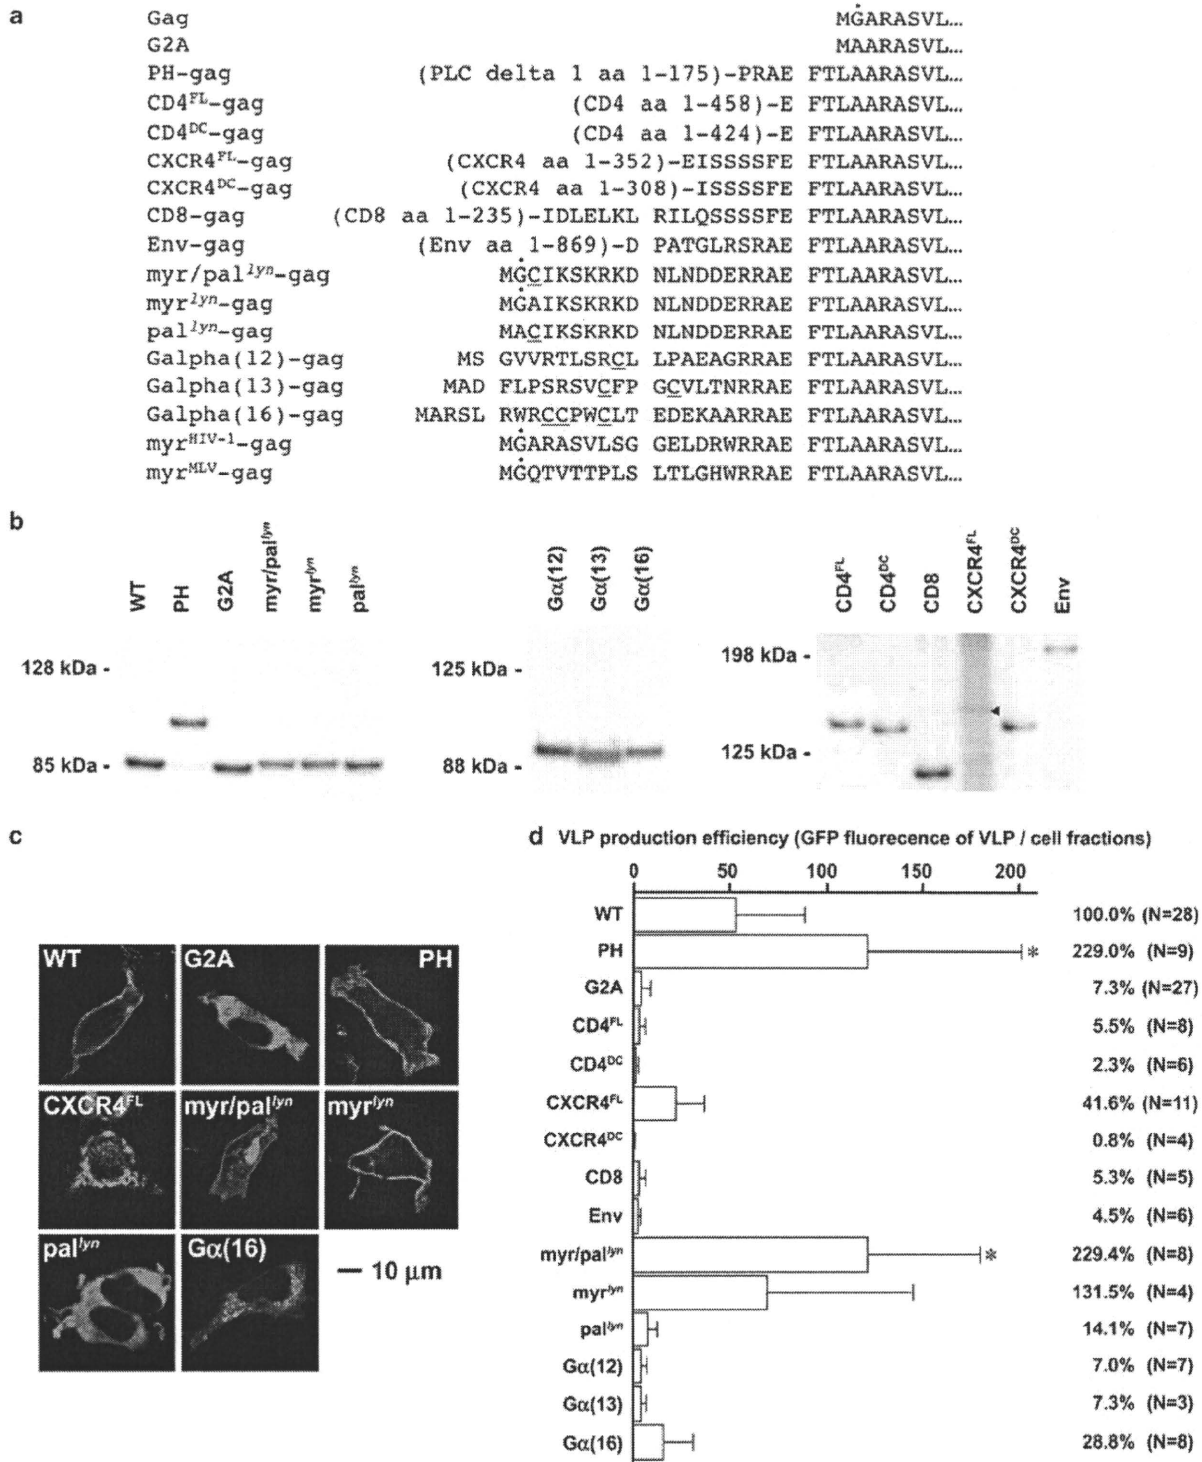 a
Gag MGARASVL...
G2A MAARASVL...
PH-gag (PLC delta 1 aa 1-175)-PRAE FTLAARASVL...
CD4FL-gag (CD4 aa 1-458)-E FTLAARASVL...
CD4DC-gag (CD4 aa 1-424)-E FTLAARASVL...
CXCR4FL-gag (CXCR4 aa 1-352)-EISSSSFE FTLAARASVL...
CXCR4DC-gag (CXCR4 aa 1-308)-ISSSSFE FTLAARASVL...
CD8-gag (CD8 aa 1-235)-IDLELKL RILQSSSSFE FTLAARASVL...
Env-gag (Env aa 1-869)-D PATGLRSRAE FTLAARASVL...
myr/pallyn-gag MGCIKSKRKD NLNDDERRAE FTLAARASVL...
myrlyn-gag MGAIKSKRKD NLNDDERRAE FTLAARASVL...
pallyn-gag MACIKSKRKD NLNDDERRAE FTLAARASVL...
Galpha(12)-gag MS GVVRTLSRCL LPAEAGRRAE FTLAARASVL...
Galpha(13)-gag MAD FLPSRSVCFP GCVLTNRRAE FTLAARASVL...
Galpha(16)-gag MARSL RWRCCPWCLT EDEKAARRAE FTLAARASVL...
myrHIV-1-gag MGARASVLSG GELDRWRRAE FTLAARASVL...
myrMLV-gag MGQTVTTPLS LTLGHWRRAE FTLAARASVL...
b
WT PH G2A myr/pallyn myrlyn pallyn
128 kDa -
85 kDa -
Gα(12) Gα(13) Gα(16)
125 kDa -
88 kDa -
CD4FL CD4DC CD8 CXCR4FL CXCR4DC Env
198 kDa -
125 kDa -
c
WT G2A PH
CXCR4FL myr/pallyn myrlyn
pallyn Gα(16)
10 μm
d VLP production efficiency (GFP fluorecence of VLP / cell fractions)
0 50 100 150 200
WT 100.0% (N=28)
PH * 229.0% (N=9)
G2A 7.3% (N=27)
CD4FL 5.5% (N=8)
CD4DC 2.3% (N=6)
CXCR4FL 41.6% (N=11)
CXCR4DC 0.8% (N=4)
CD8 5.3% (N=5)
Env 4.5% (N=6)
myr/pallyn * 229.4% (N=8)
myrlyn 131.5% (N=4)
pallyn 14.1% (N=7)
Gα(12) 7.0% (N=7)
Gα(13) 7.3% (N=3)
Gα(16) 28.8% (N=8)